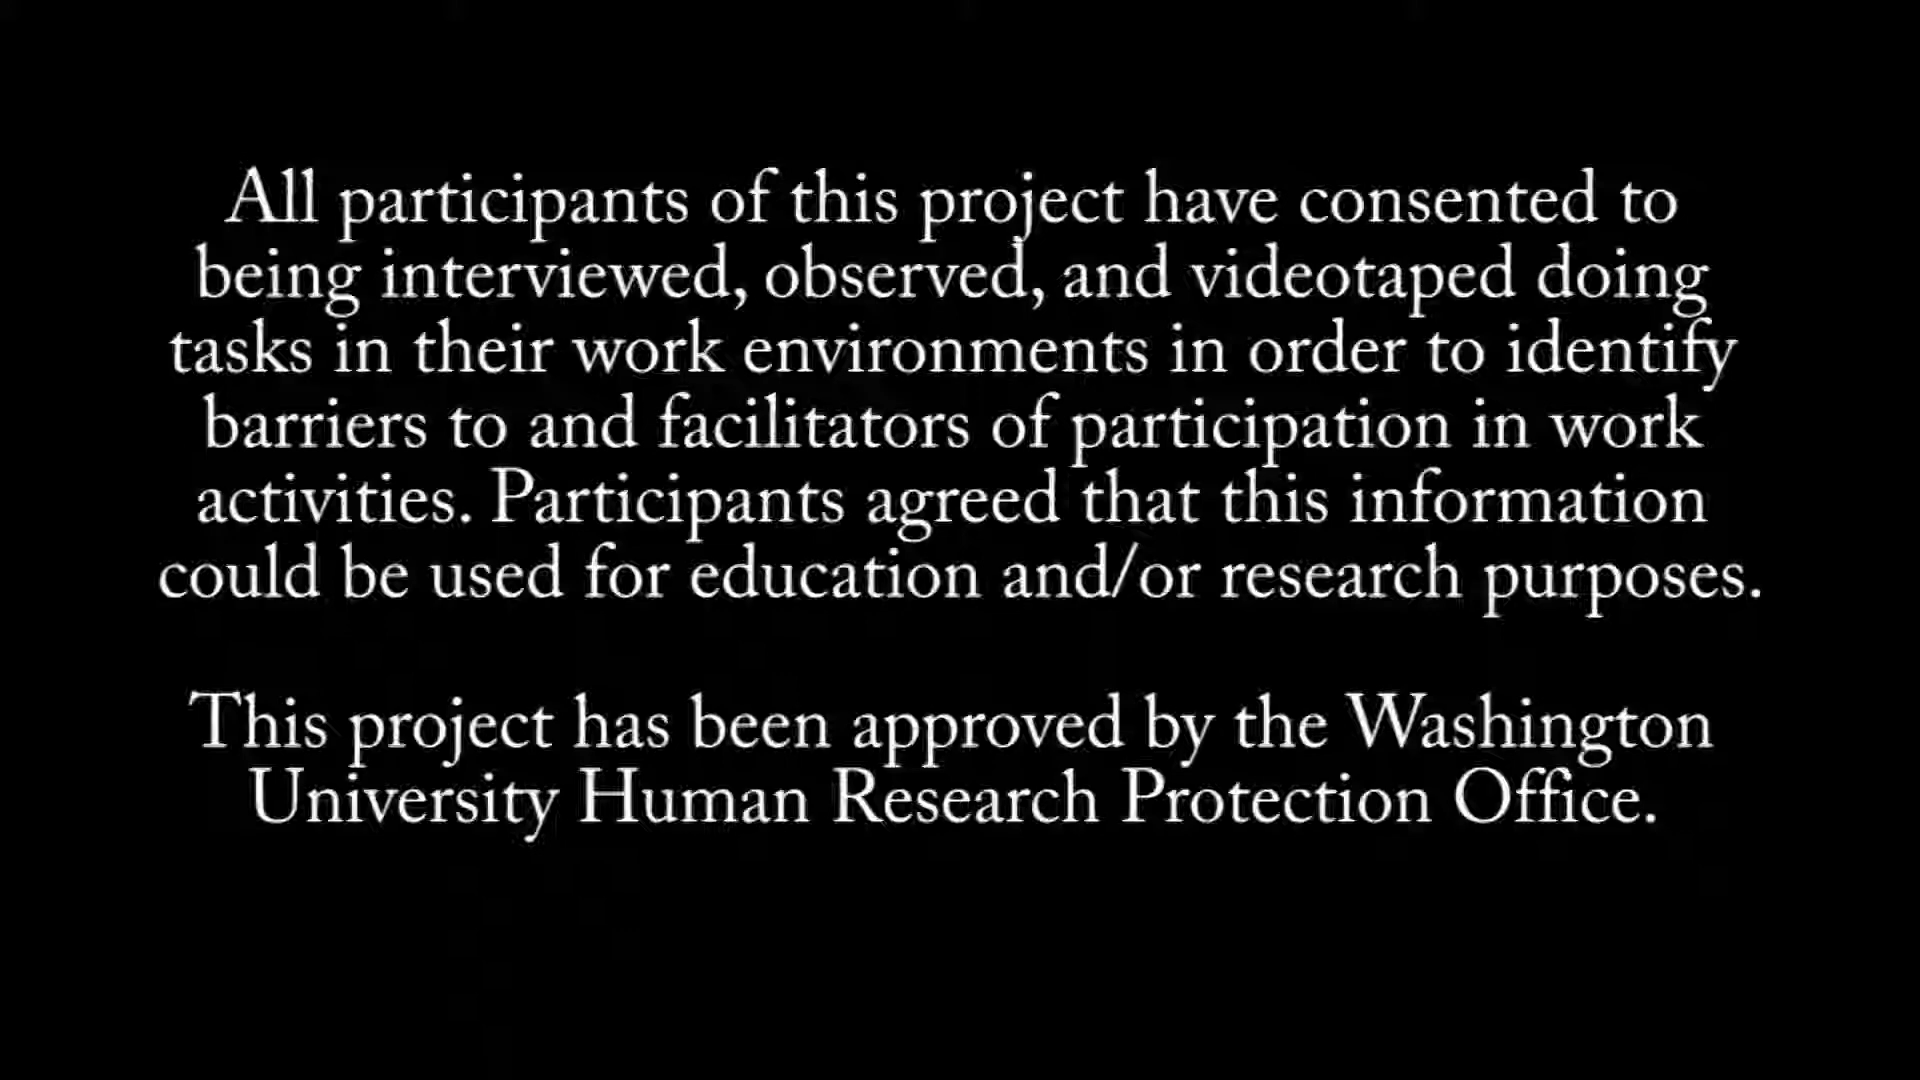 All participants of this project have consented to
being interviewed, observed, and videotaped doing
tasks in their work environments in order to identify
barriers to and facilitators of participation in work
activities. Participants agreed that this information
could be used for education and/or research purposes.
This project has been approved by the Washington
University Human Research Protection Office.